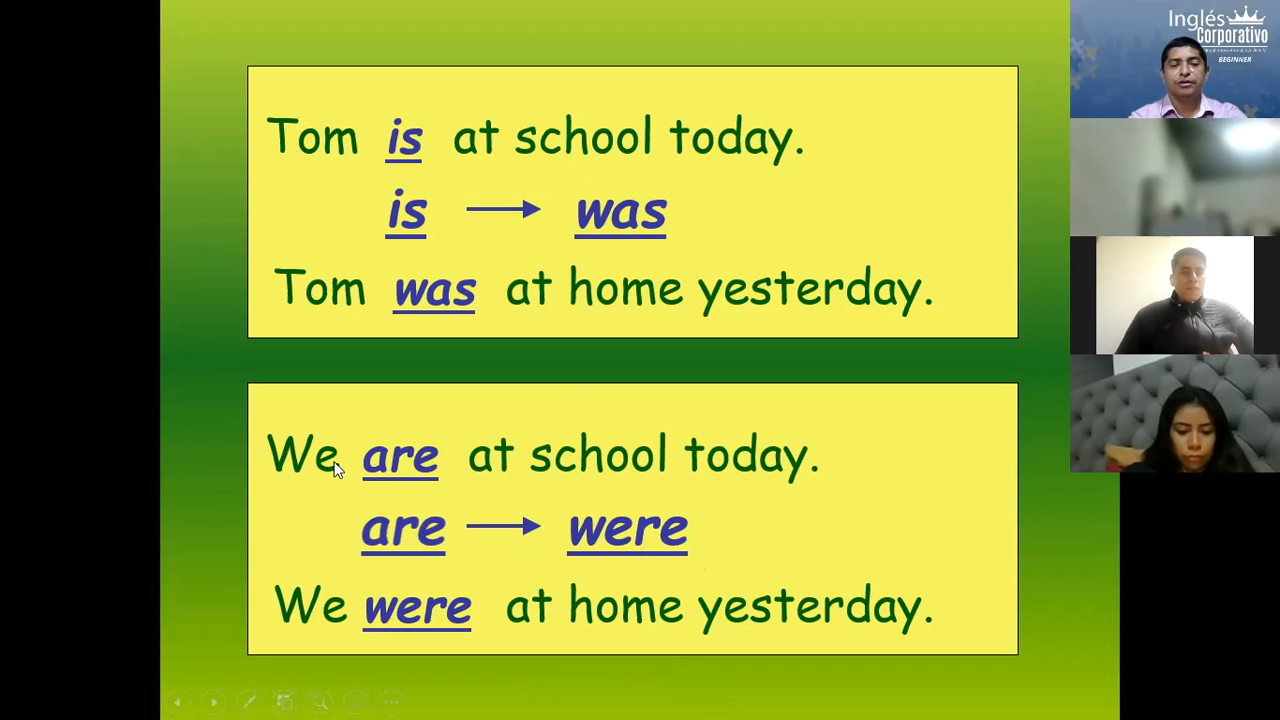 Tom is at school today.
is was
Tom was at home yesterday.
We are at school today.
are were
We were at home yesterday.
Inglés
Corporativo
BEGINNER